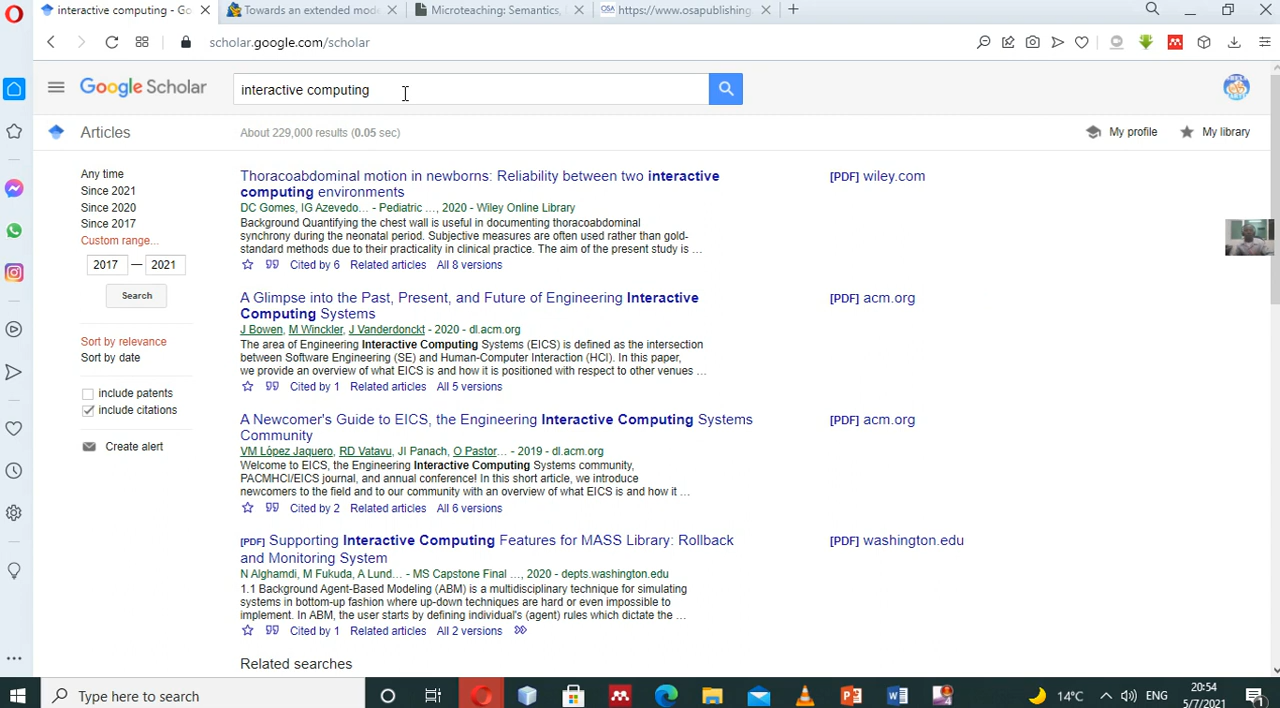 interactive computing - Go
Towards an extended mode
Microteaching: Semantics,
https://www.osapublishing
scholar.google.com/scholar
Google Scholar
interactive computing
Articles
About 229,000 results (0.05 sec)
My profile
My library
Any time
Since 2021
Since 2020
Since 2017
Custom range...
2017 — 2021
Search
Sort by relevance
Sort by date
include patents
include citations
Create alert
Thoracoabdominal motion in newborns: Reliability between two interactive
computing environments
[PDF] wiley.com
DC Gomes, IG Azevedo... - Pediatric ..., 2020 - Wiley Online Library
Background Quantifying the chest wall is useful in documenting thoracoabdominal
synchrony during the neonatal period. Subjective measures are often used rather than gold-
standard methods due to their practicality in clinical practice. The aim of the present study is ...
Cited by 6 Related articles All 8 versions
A Glimpse into the Past, Present, and Future of Engineering Interactive
Computing Systems
[PDF] acm.org
J Bowen, M Winckler, J Vanderdonckt - 2020 - dl.acm.org
The area of Engineering Interactive Computing Systems (EICS) is defined as the intersection
between Software Engineering (SE) and Human-Computer Interaction (HCI). In this paper,
we provide an overview of what EICS is and how it is positioned with respect to other venues ...
Cited by 1 Related articles All 5 versions
A Newcomer's Guide to EICS, the Engineering Interactive Computing Systems
Community
[PDF] acm.org
VM López Jaquero, RD Vatavu, JI Panach, O Pastor... - 2019 - dl.acm.org
Welcome to EICS, the Engineering Interactive Computing Systems community,
PACMHCI/EICS journal, and annual conference! In this short article, we introduce
newcomers to the field and to our community with an overview of what EICS is and how it ...
Cited by 2 Related articles All 6 versions
[PDF] Supporting Interactive Computing Features for MASS Library: Rollback
and Monitoring System
[PDF] washington.edu
N Alghamdi, M Fukuda, A Lund... - MS Capstone Final ..., 2020 - depts.washington.edu
1.1 Background Agent-Based Modeling (ABM) is a multidisciplinary technique for simulating
systems in bottom-up fashion where up-down techniques are hard or even impossible to
implement. In ABM, the user starts by defining individual's (agent) rules which dictate the ...
Cited by 1 Related articles All 2 versions
Related searches
Type here to search
14°C
ENG
20:54
5/7/2021